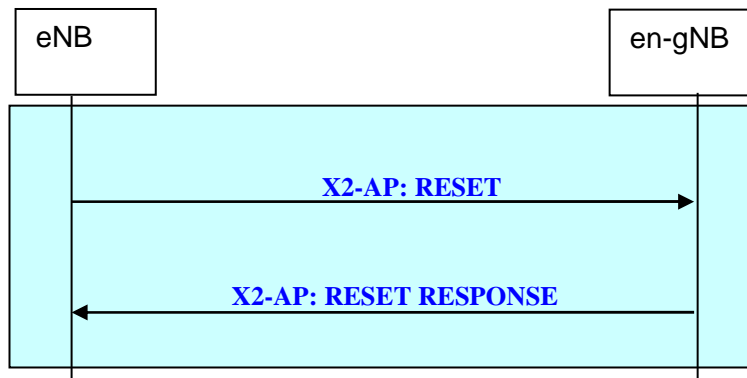 eNB
en-gNB
X2-AP: RESET
X2-AP: RESET RESPONSE